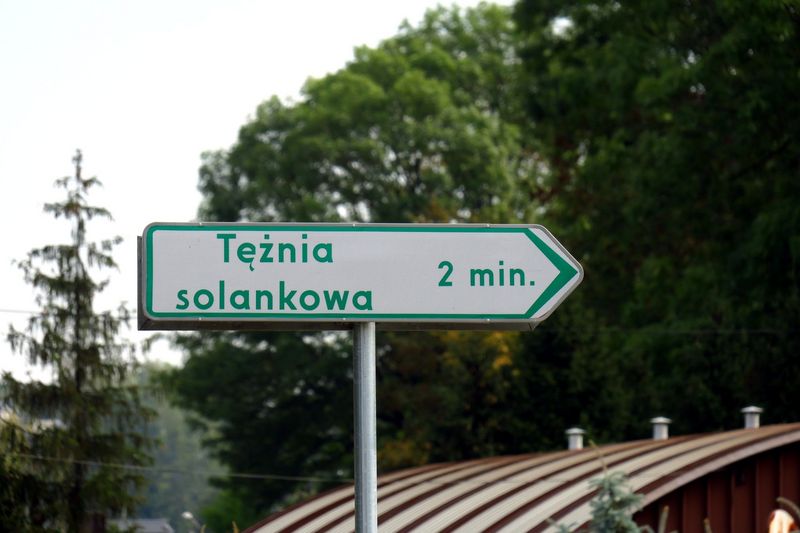 Tężnia
solankowa
2 min.